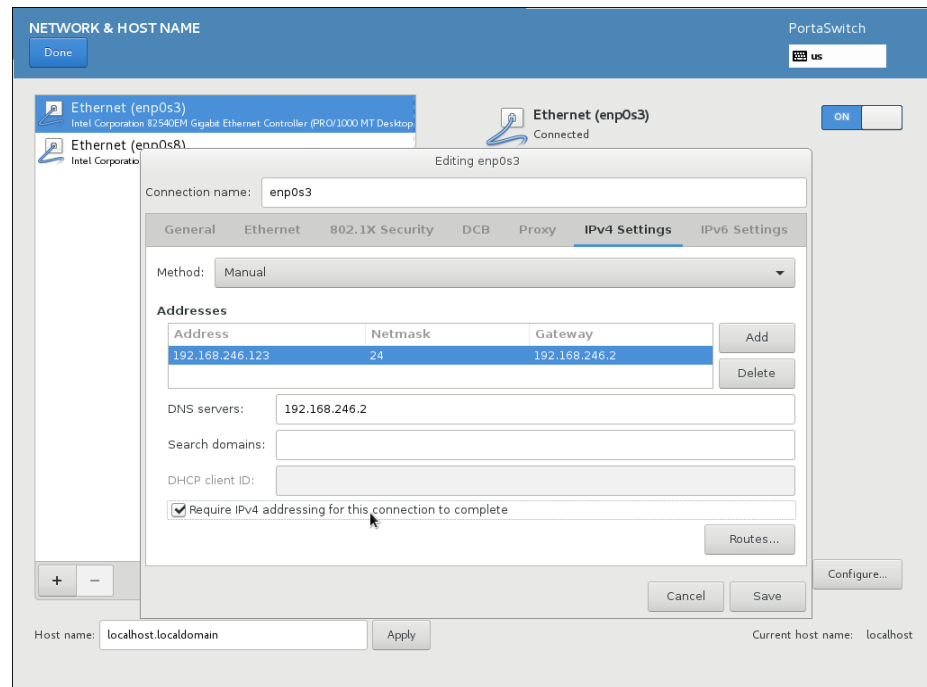 NETWORK & HOST NAME
PortaSwitch
Done
us
Ethernet (enp0s3)
Intel Corporation 82540EM Gigabit Ethernet Controller (PRO/1000 MT Desktop
Ethernet (enp0s3)
Connected
ON
Ethernet (enp0s8)
Intel Corporatio
Editing enp0s3
Connection name: enp0s3
General Ethernet 802.1X Security DCB Proxy IPv4 Settings IPv6 Settings
Method: Manual
Addresses
Address Netmask Gateway
192.168.246.123 24 192.168.246.2
Add
Delete
DNS servers: 192.168.246.2
Search domains:
DHCP client ID:
Require IPv4 addressing for this connection to complete
Routes...
+ −
Configure...
Cancel Save
Host name: localhost.localdomain Apply Current host name: localhost